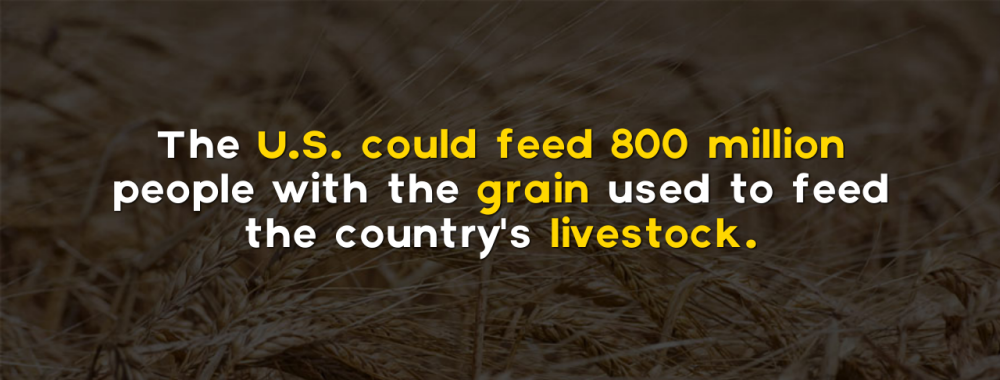 The U.S. could feed 800 million
people with the grain used to feed
the country's livestock.